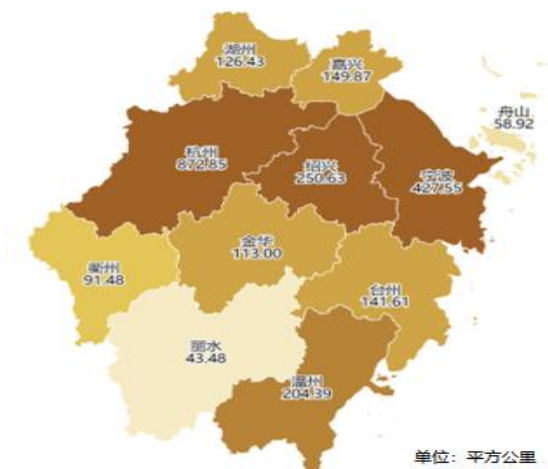 湖州
126.43
嘉兴
149.87
舟山
58.92
杭州
872.85
绍兴
250.63
宁波
427.55
金华
113.00
衢州
91.48
台州
141.61
丽水
43.48
温州
204.39
单位：平方公里